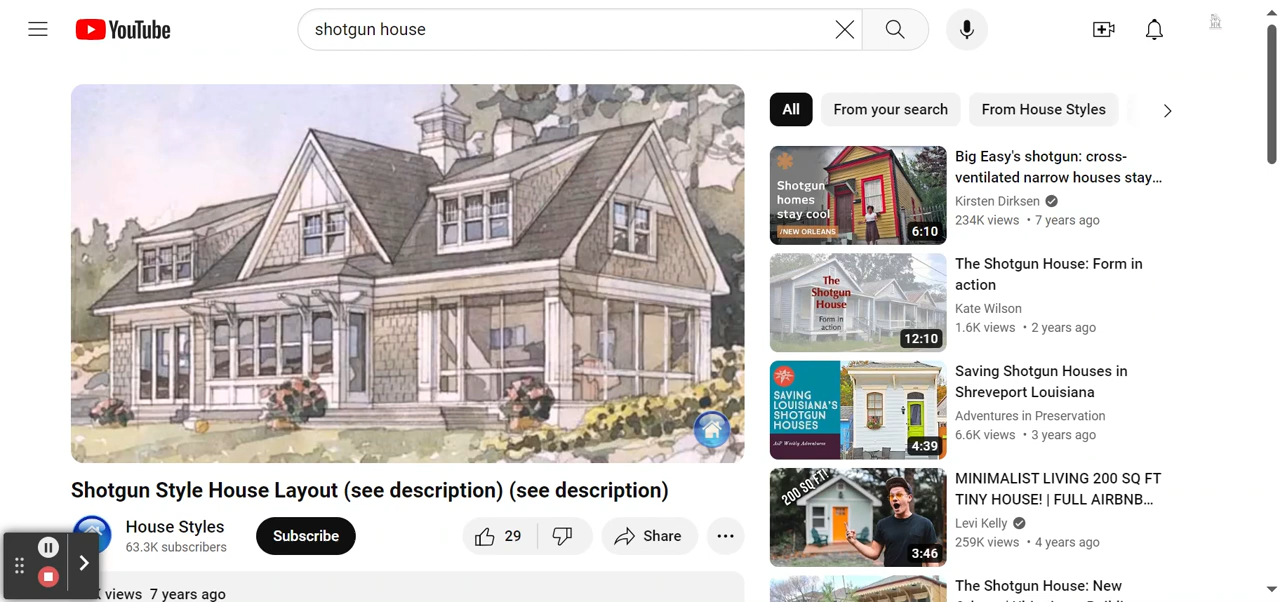 YouTube
shotgun house
All
From your search
From House Styles
Shotgun
homes
stay cool
/NEW ORLEANS
6:10
Big Easy's shotgun: cross-
ventilated narrow houses stay...
Kirsten Dirksen
234K views • 7 years ago
The
Shotgun
House
Form in
action
12:10
The Shotgun House: Form in
action
Kate Wilson
1.6K views • 2 years ago
SAVING
LOUISIANA'S
SHOTGUN
HOUSES
4:39
Saving Shotgun Houses in
Shreveport Louisiana
Adventures in Preservation
6.6K views • 3 years ago
200 SQ FT!
3:46
MINIMALIST LIVING 200 SQ FT
TINY HOUSE! | FULL AIRBNB...
Levi Kelly
259K views • 4 years ago
The Shotgun House: New
Shotgun Style House Layout (see description) (see description)
House Styles
63.3K subscribers
Subscribe
29
Share
views 7 years ago